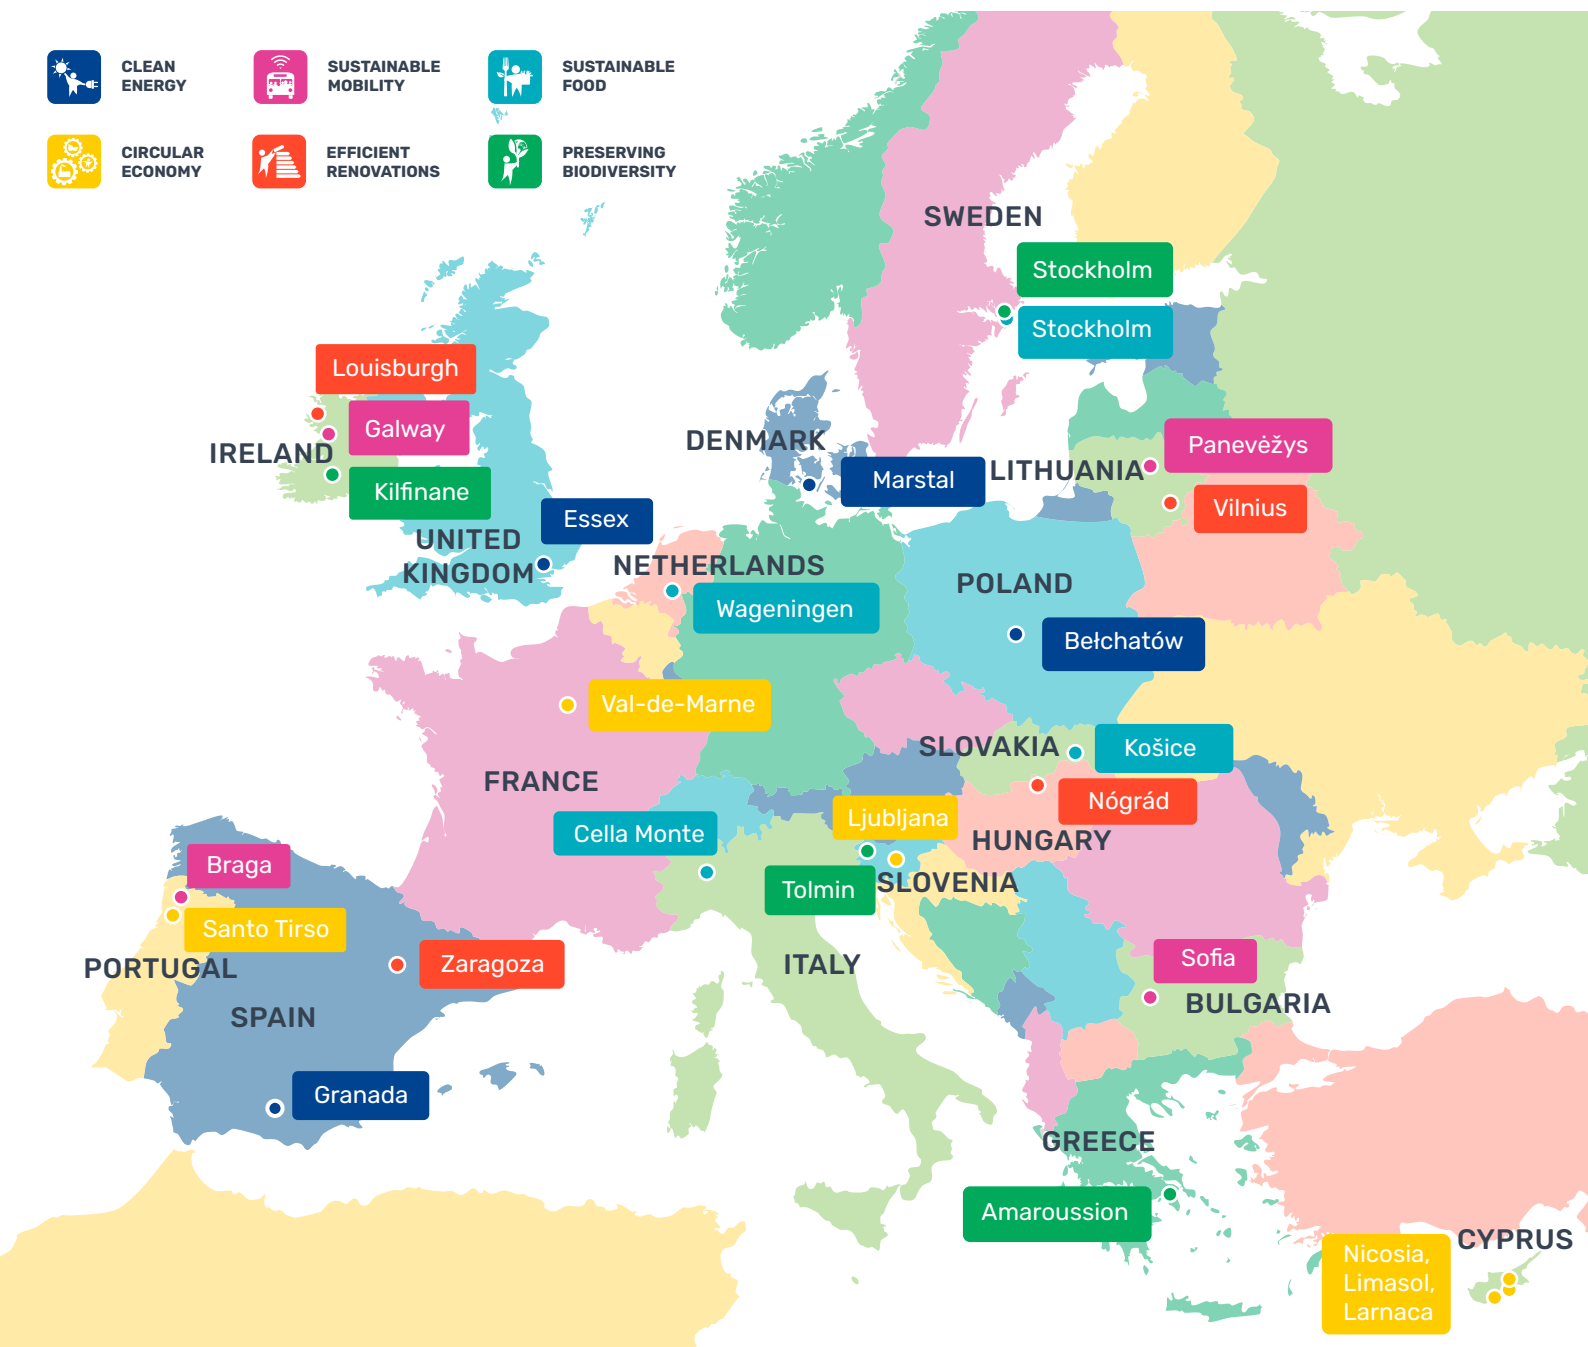 CLEAN
ENERGY
SUSTAINABLE
MOBILITY
SUSTAINABLE
FOOD
CIRCULAR
ECONOMY
EFFICIENT
RENOVATIONS
PRESERVING
BIODIVERSITY
SWEDEN
Stockholm
Stockholm
Louisburgh
Galway
IRELAND
Kilfinane
DENMARK
Marstal
LITHUANIA
Panevėžys
Vilnius
Essex
UNITED
KINGDOM
NETHERLANDS
Wageningen
POLAND
Bełchatów
Val-de-Marne
FRANCE
SLOVAKIA
Košice
Nógrád
HUNGARY
Cella Monte
Ljubljana
Tolmin
SLOVENIA
Braga
Santo Tirso
PORTUGAL
Zaragoza
SPAIN
ITALY
Sofia
BULGARIA
Granada
GREECE
Amaroussion
CYPRUS
Nicosia,
Limasol,
Larnaca